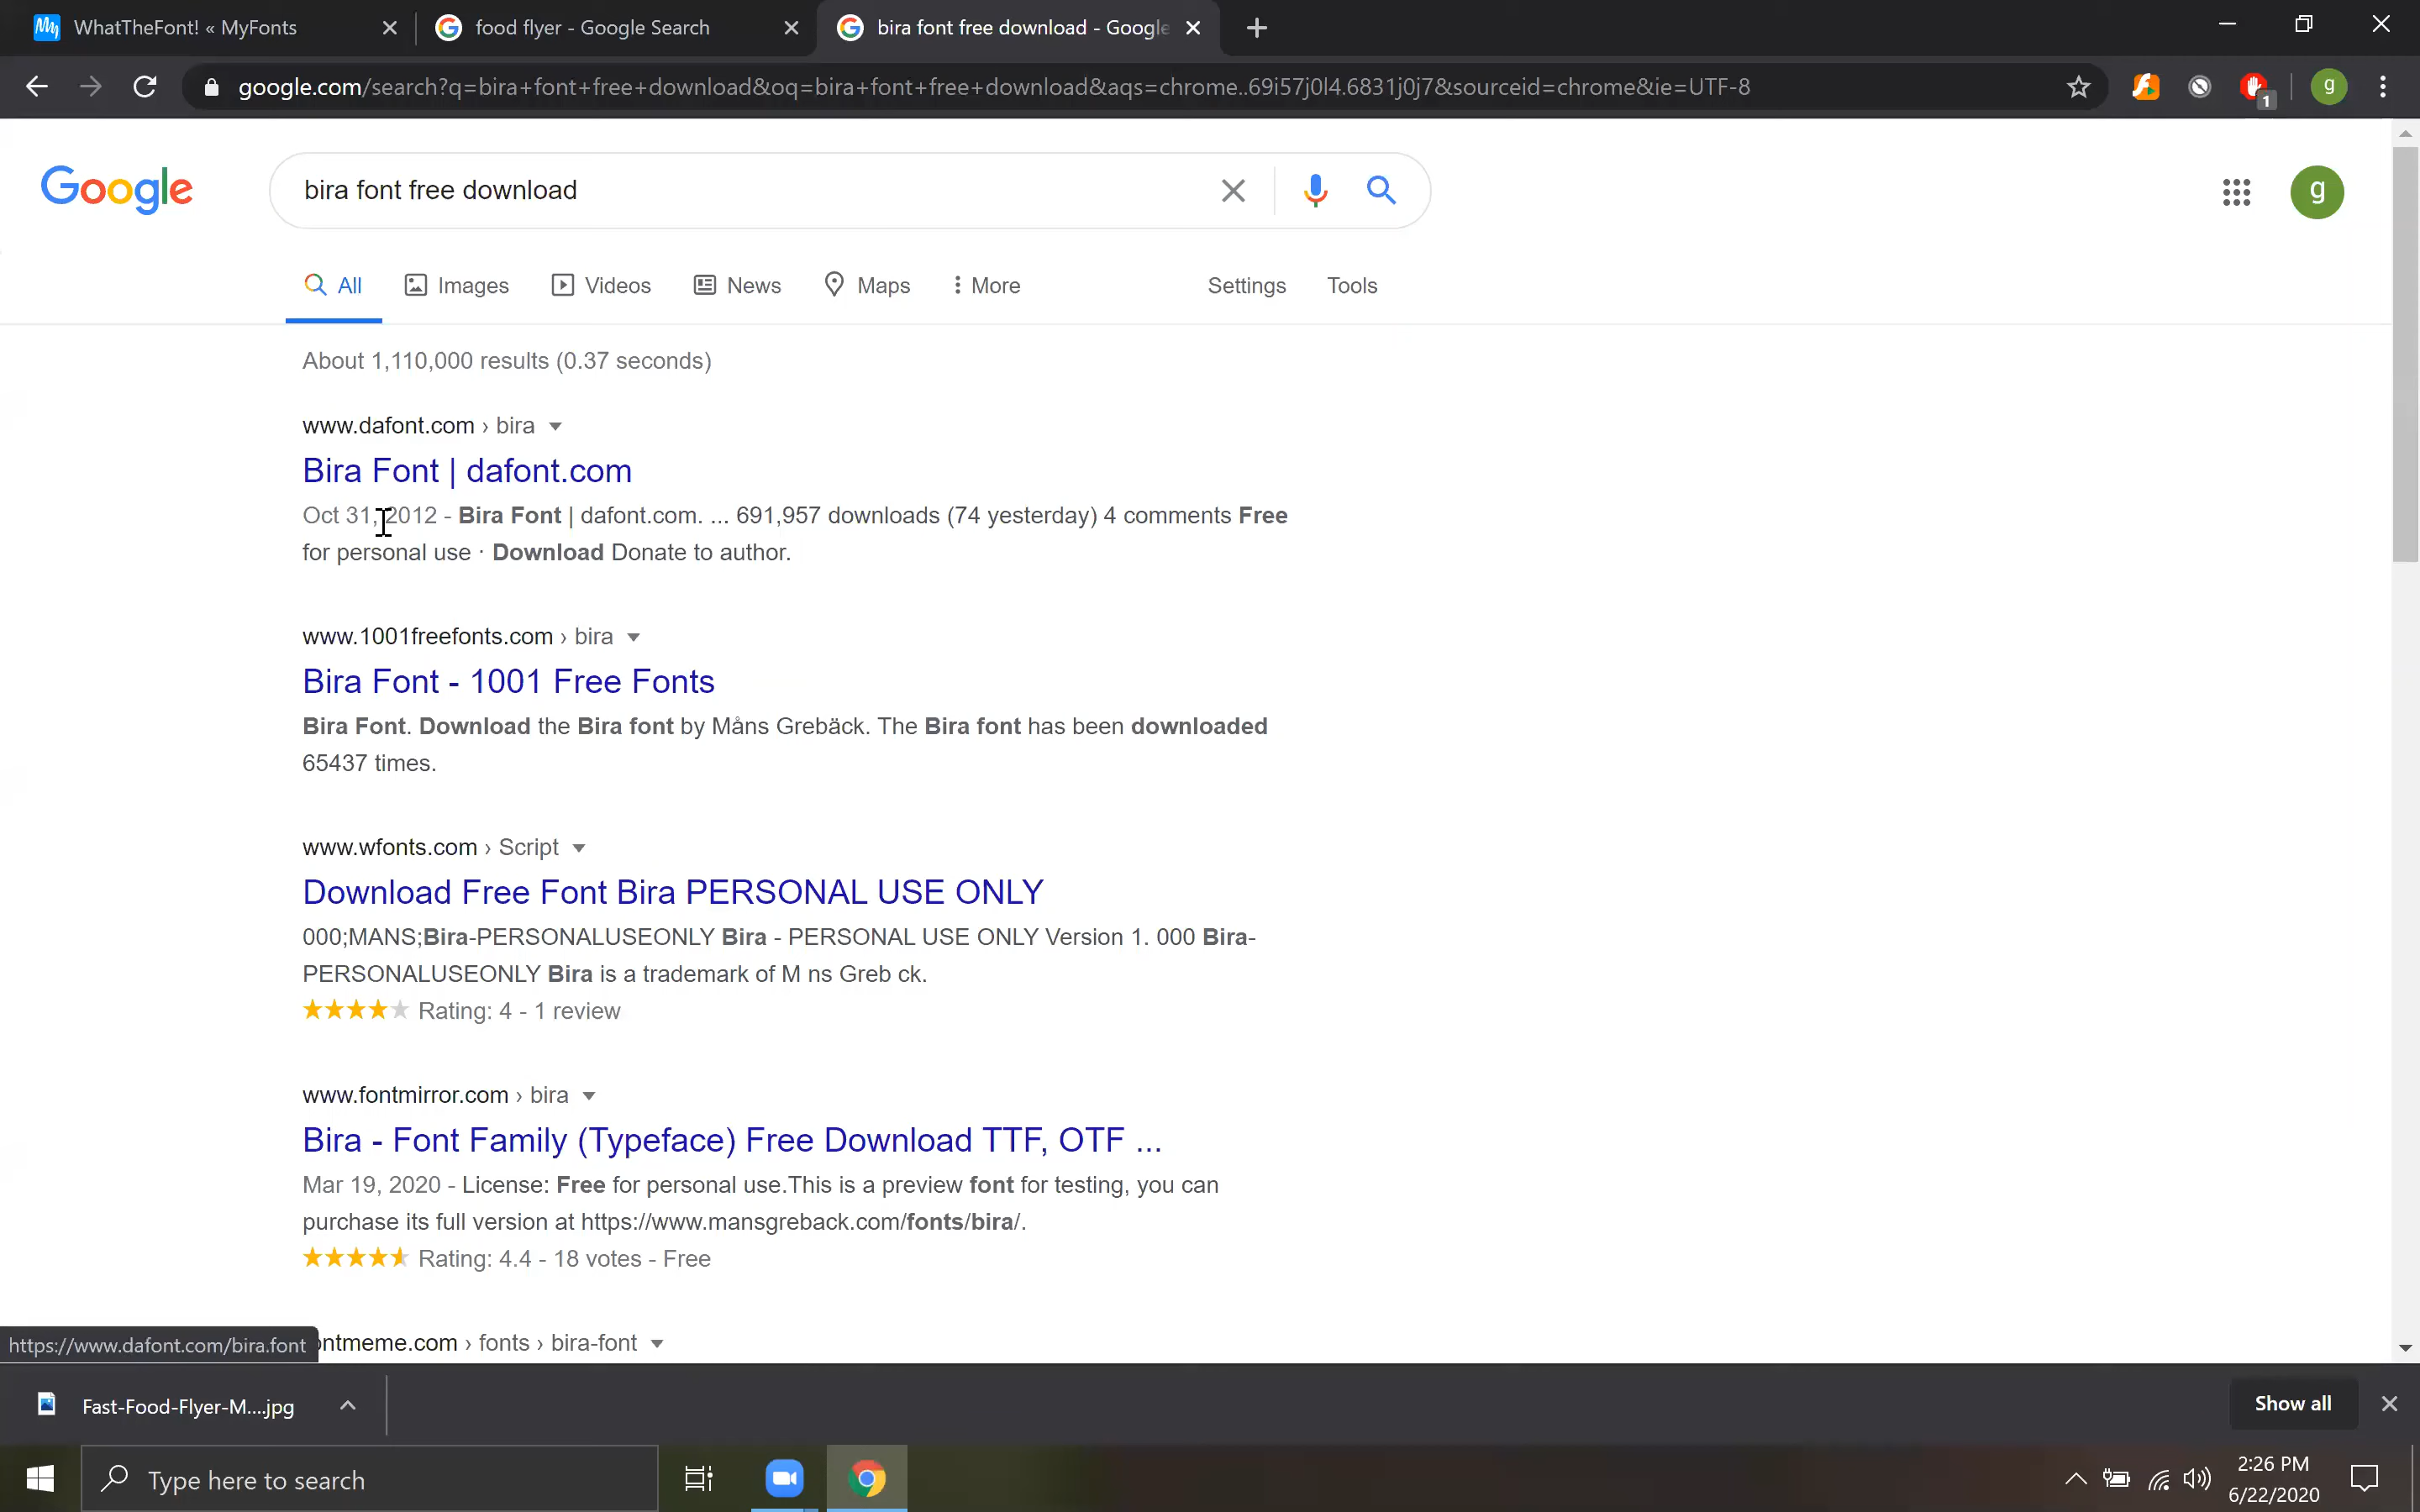 WhatTheFont! « MyFonts
food flyer - Google Search
bira font free download - Google
google.com/search?q=bira+font+free+download&oq=bira+font+free+download&aqs=chrome..69i57j0l4.6831j0j7&sourceid=chrome&ie=UTF-8
1
g
Google
bira font free download
g
All
Images
Videos
News
Maps
More
Settings
Tools
About 1,110,000 results (0.37 seconds)
www.dafont.com › bira
Bira Font | dafont.com
Oct 31, 2012 - Bira Font | dafont.com. ... 691,957 downloads (74 yesterday) 4 comments Free
for personal use · Download Donate to author.
www.1001freefonts.com › bira
Bira Font - 1001 Free Fonts
Bira Font. Download the Bira font by Måns Grebäck. The Bira font has been downloaded
65437 times.
www.wfonts.com › Script
Download Free Font Bira PERSONAL USE ONLY
000;MANS;Bira-PERSONALUSEONLY Bira - PERSONAL USE ONLY Version 1. 000 Bira-
PERSONALUSEONLY Bira is a trademark of M ns Greb ck.
Rating: 4 - 1 review
www.fontmirror.com › bira
Bira - Font Family (Typeface) Free Download TTF, OTF ...
Mar 19, 2020 - License: Free for personal use.This is a preview font for testing, you can
purchase its full version at https://www.mansgreback.com/fonts/bira/.
Rating: 4.4 - 18 votes - Free
https://www.dafont.com/bira.font
ontmeme.com › fonts › bira-font
Fast-Food-Flyer-M....jpg
Show all
Type here to search
2:26 PM
6/22/2020